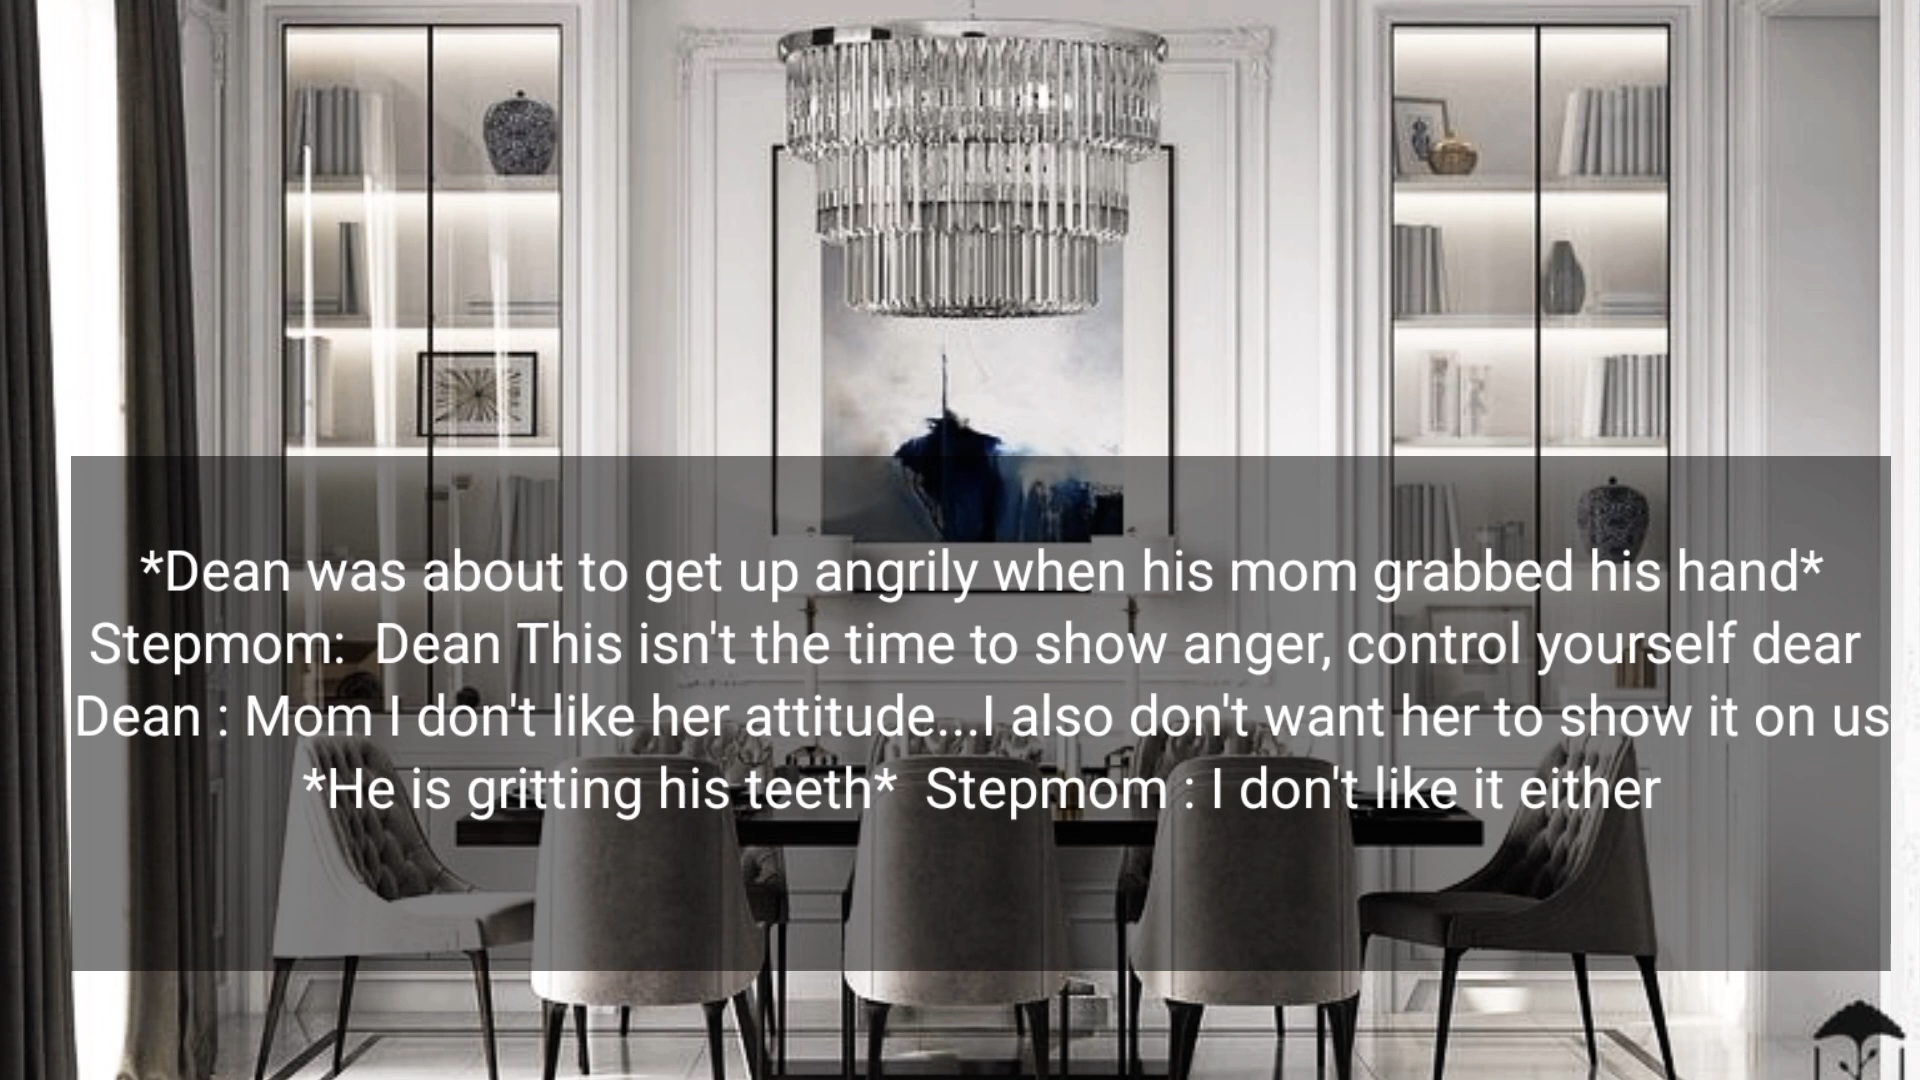 *Dean was about to get up angrily when his mom grabbed his hand*
Stepmom:  Dean This isn't the time to show anger, control yourself dear
Dean : Mom I don't like her attitude...I also don't want her to show it on us
*He is gritting his teeth*  Stepmom : I don't like it either